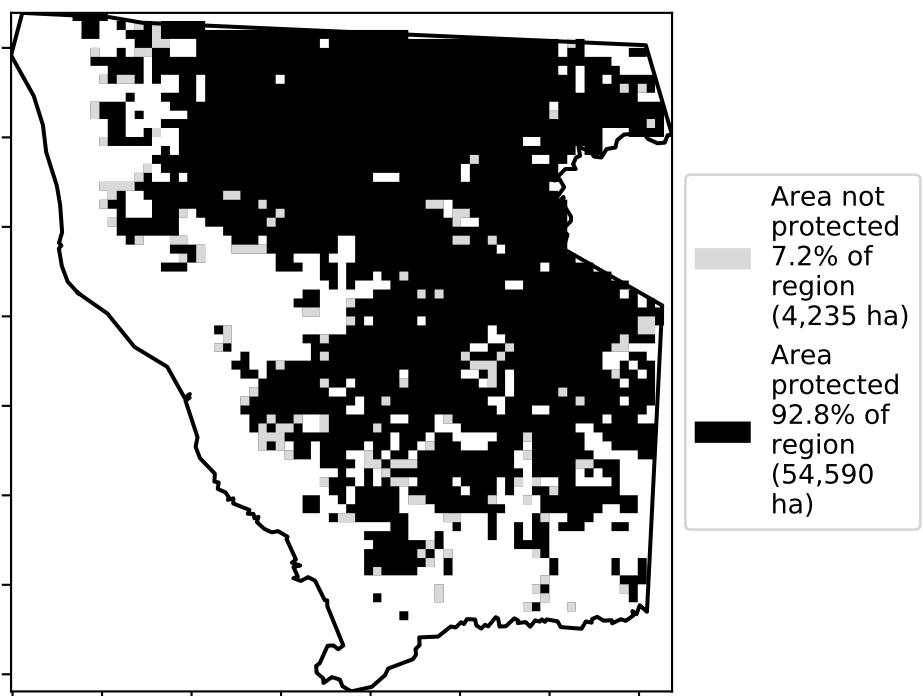 Area not
protected
7.2% of
region
(4,235 ha)
Area
protected
92.8% of
region
(54,590
ha)